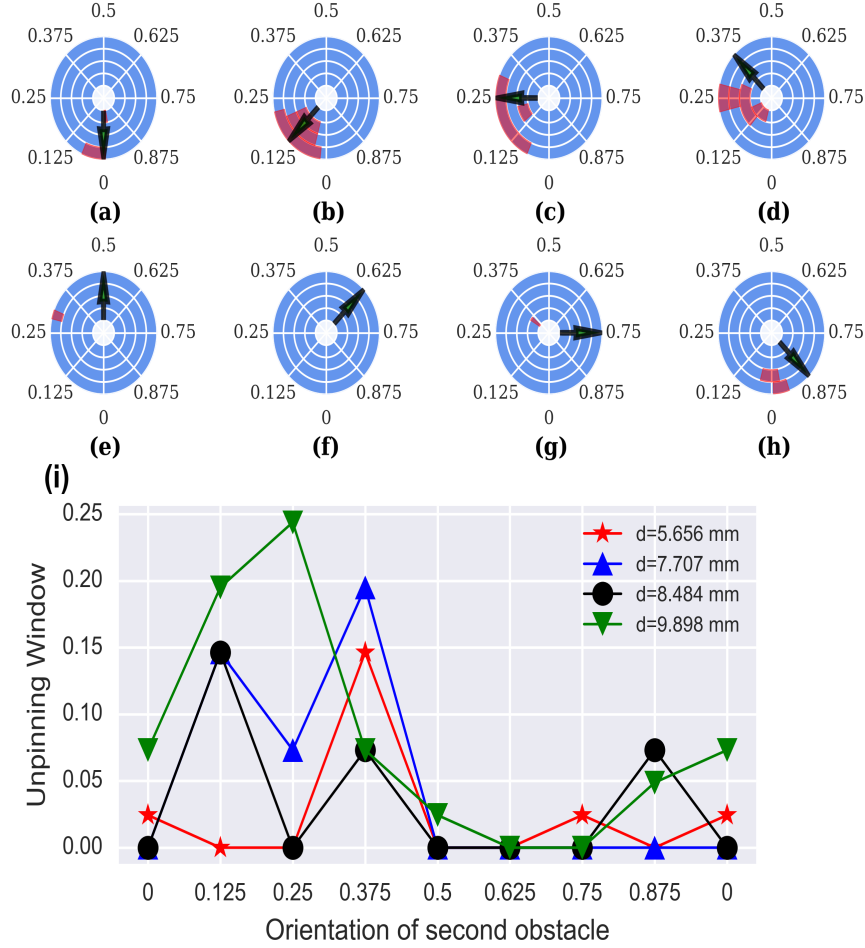 0.5 0.5 0.5 0.5
0.375 0.625 0.375 0.625 0.375 0.625 0.375 0.625
0.25 0.75 0.25 0.75 0.25 0.75 0.25 0.75
0.125 0.875 0.125 0.875 0.125 0.875 0.125 0.875
0 0 0 0
(a) (b) (c) (d)
0.5 0.5 0.5 0.5
0.375 0.625 0.375 0.625 0.375 0.625 0.375 0.625
0.25 0.75 0.25 0.75 0.25 0.75 0.25 0.75
0.125 0.875 0.125 0.875 0.125 0.875 0.125 0.875
0 0 0 0
(e) (f) (g) (h)
(i)
Unpinning Window
0.25
0.20
0.15
0.10
0.05
0.00
d=5.656 mm
d=7.707 mm
d=8.484 mm
d=9.898 mm
0 0.125 0.25 0.375 0.5 0.625 0.75 0.875 0
Orientation of second obstacle